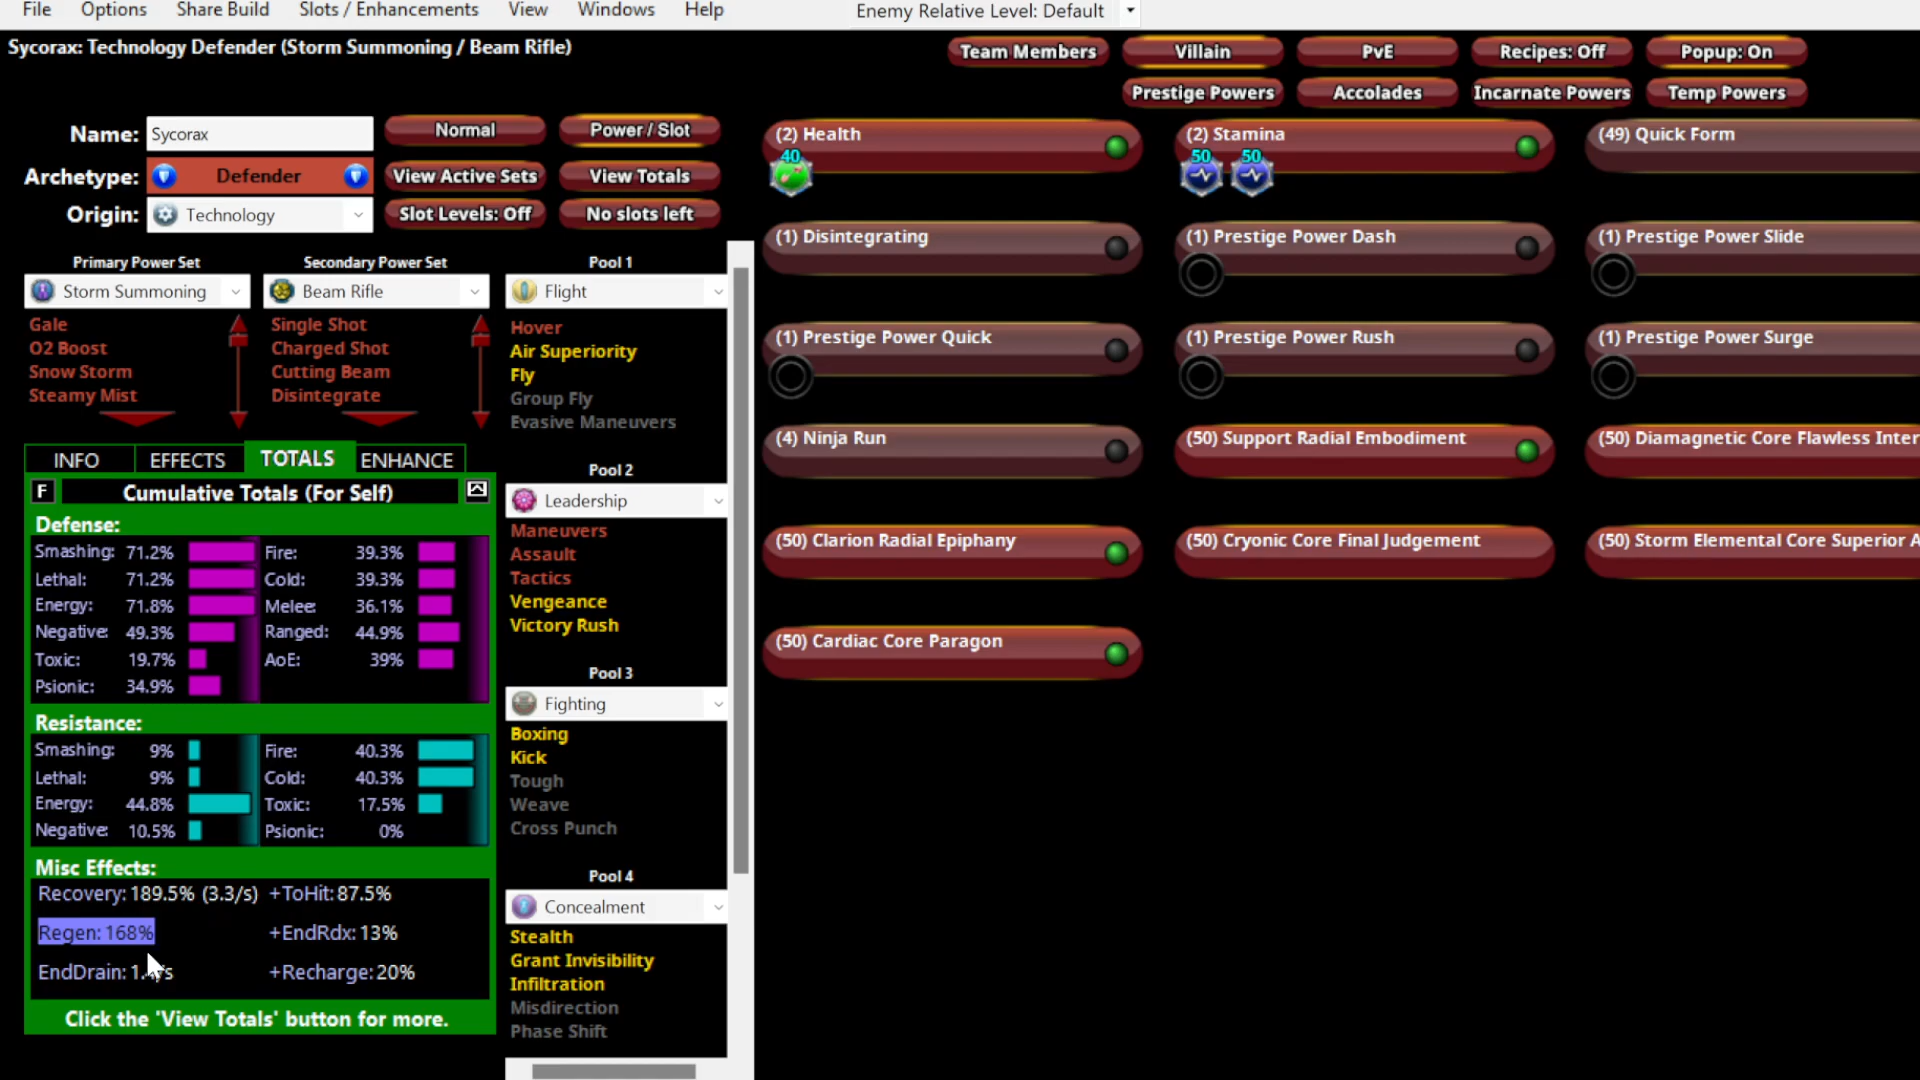 File Options Share Build Slots / Enhancements View Windows Help Enemy Relative Level: Default
Sycorax: Technology Defender (Storm Summoning / Beam Rifle)
Team Members Villain PvE Recipes: Off Popup: On
Prestige Powers Accolades Incarnate Powers Temp Powers
Name: Sycorax Normal Power / Slot
Archetype: Defender View Active Sets View Totals
Origin: Technology Slot Levels: Off No slots left
Primary Power Set
Storm Summoning
Gale
O2 Boost
Snow Storm
Steamy Mist
Secondary Power Set
Beam Rifle
Single Shot
Charged Shot
Cutting Beam
Disintegrate
Pool 1
Flight
Hover
Air Superiority
Fly
Group Fly
Evasive Maneuvers
Pool 2
Leadership
Maneuvers
Assault
Tactics
Vengeance
Victory Rush
Pool 3
Fighting
Boxing
Kick
Tough
Weave
Cross Punch
Pool 4
Concealment
Stealth
Grant Invisibility
Infiltration
Misdirection
Phase Shift
INFO EFFECTS TOTALS ENHANCE
F Cumulative Totals (For Self)
Defense:
Smashing: 71.2% Fire: 39.3%
Lethal: 71.2% Cold: 39.3%
Energy: 71.8% Melee: 36.1%
Negative: 49.3% Ranged: 44.9%
Toxic: 19.7% AoE: 39%
Psionic: 34.9%
Resistance:
Smashing: 9% Fire: 40.3%
Lethal: 9% Cold: 40.3%
Energy: 44.8% Toxic: 17.5%
Negative: 10.5% Psionic: 0%
Misc Effects:
Recovery: 189.5% (3.3/s) +ToHit: 87.5%
Regen: 168% +EndRdx: 13%
EndDrain: +Recharge: 20%
Click the 'View Totals' button for more.
(2) Health (2) Stamina (49) Quick Form
40 50 50
(1) Disintegrating (1) Prestige Power Dash (1) Prestige Power Slide
(1) Prestige Power Quick (1) Prestige Power Rush (1) Prestige Power Surge
(4) Ninja Run (50) Support Radial Embodiment (50) Diamagnetic Core Flawless Inter
(50) Clarion Radial Epiphany (50) Cryonic Core Final Judgement (50) Storm Elemental Core Superior A
(50) Cardiac Core Paragon